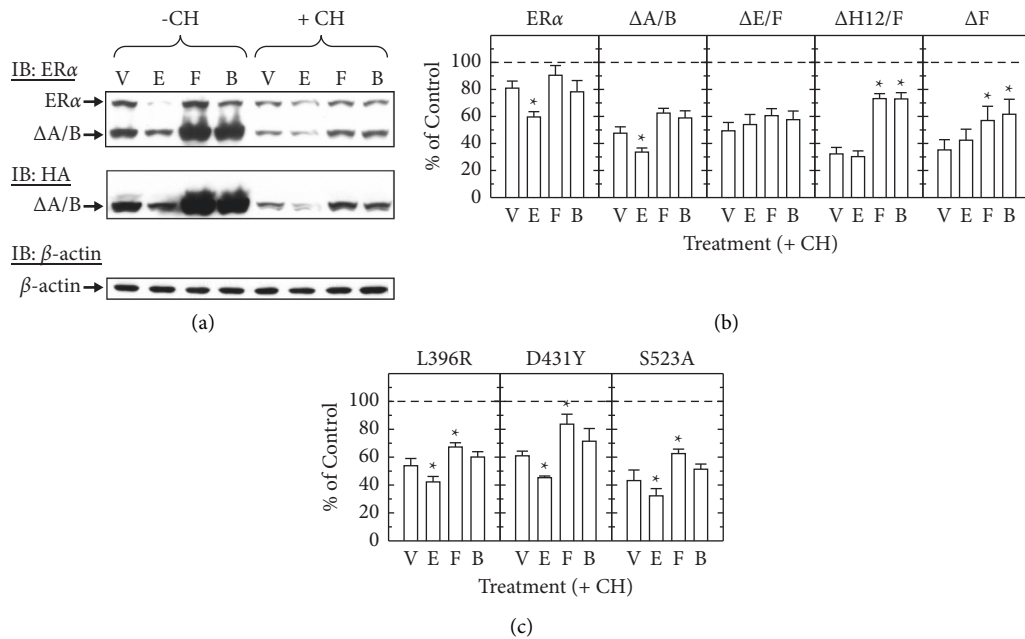 -CH + CH
V E F B V E F B
IB: ERα
ERα
ΔA/B
IB: HA
ΔA/B
IB: β-actin
β-actin
(a)
ERα ΔA/B ΔE/F ΔH12/F ΔF
% of Control
100
80
60
40
20
0
* * * * * *
V E F B V E F B V E F B V E F B V E F B
Treatment (+ CH)
(b)
L396R D431Y S523A
% of Control
100
80
60
40
20
0
* * * * * *
V E F B V E F B V E F B
Treatment (+ CH)
(c)